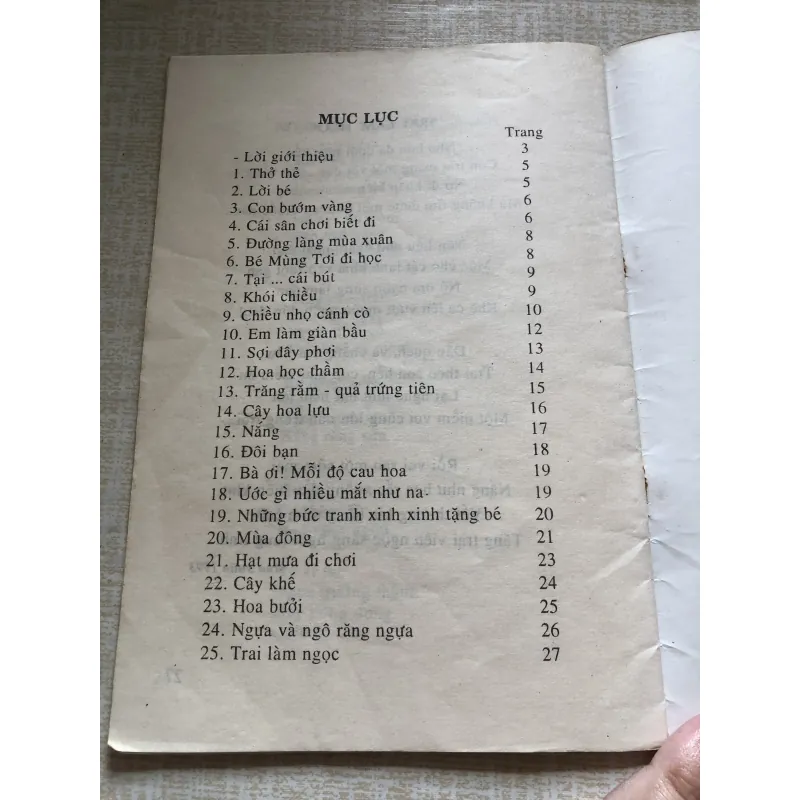 MỤC LỤC
Trang
- Lời giới thiệu 3
1. Thở thẻ 5
2. Lời bé 5
3. Con bướm vàng 6
4. Cái sân chơi biết đi 6
5. Đường làng mùa xuân 8
6. Bé Mùng Tơi đi học 8
7. Tại ... cái bút 9
8. Khói chiều 9
9. Chiều nhọ cánh cò 10
10. Em làm giàn bầu 12
11. Sợi dây phơi 13
12. Hoa học thầm 14
13. Trăng rằm - quả trứng tiên 15
14. Cây hoa lựu 16
15. Nắng 17
16. Đôi bạn 18
17. Bà ơi! Mỗi độ cau hoa 19
18. Ước gì nhiều mắt như na 19
19. Những bức tranh xinh xinh tặng bé 20
20. Mùa đông 21
21. Hạt mưa đi chơi 23
22. Cây khế 24
23. Hoa bưởi 25
24. Ngựa và ngô răng ngựa 26
25. Trai làm ngọc 27